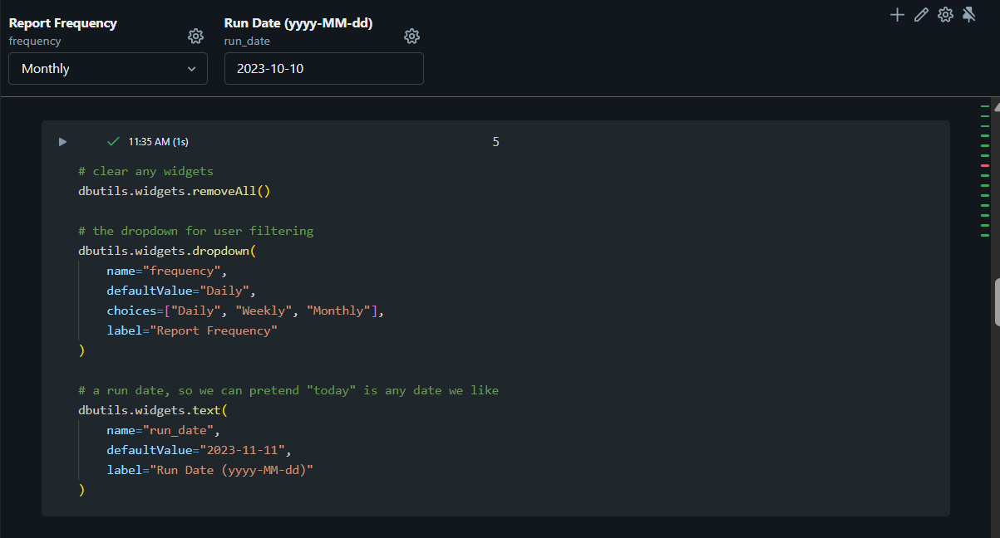 Report Frequency
frequency
Monthly
Run Date (yyyy-MM-dd)
run_date
2023-10-10
11:35 AM (1s)
5
# clear any widgets
dbutils.widgets.removeAll()
# the dropdown for user filtering
dbutils.widgets.dropdown(
    name="frequency",
    defaultValue="Daily",
    choices=["Daily", "Weekly", "Monthly"],
    label="Report Frequency"
)
# a run date, so we can pretend "today" is any date we like
dbutils.widgets.text(
    name="run_date",
    defaultValue="2023-11-11",
    label="Run Date (yyyy-MM-dd)"
)